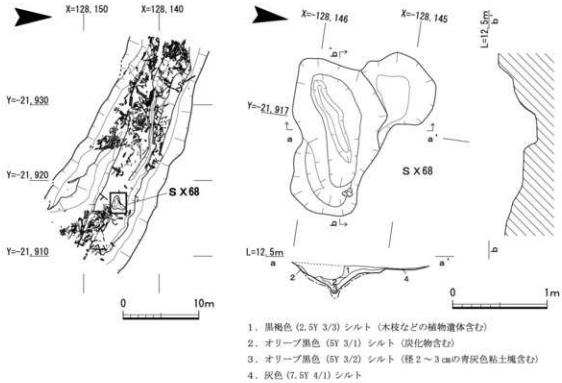 X=-128,150 X=-128,140
Y=-21,930
Y=-21,920
Y=-21,910
SX68
0 10m
X=-128,146 X=-128,145
L=12,5m
b'
b'
Y=-21,917
a a'
SX68
b
L=12,5m
a a'
1
2
2
4
b
0 1m
1．黒褐色 (2.5Y 3/3) シルト（木枝などの植物遺体含む）
2．オリーブ黒色 (5Y 3/1) シルト（炭化物含む）
3．オリーブ黒色 (5Y 3/2) シルト（径2～3㎝の青灰色粘土塊含む）
4．灰色 (7.5Y 4/1) シルト